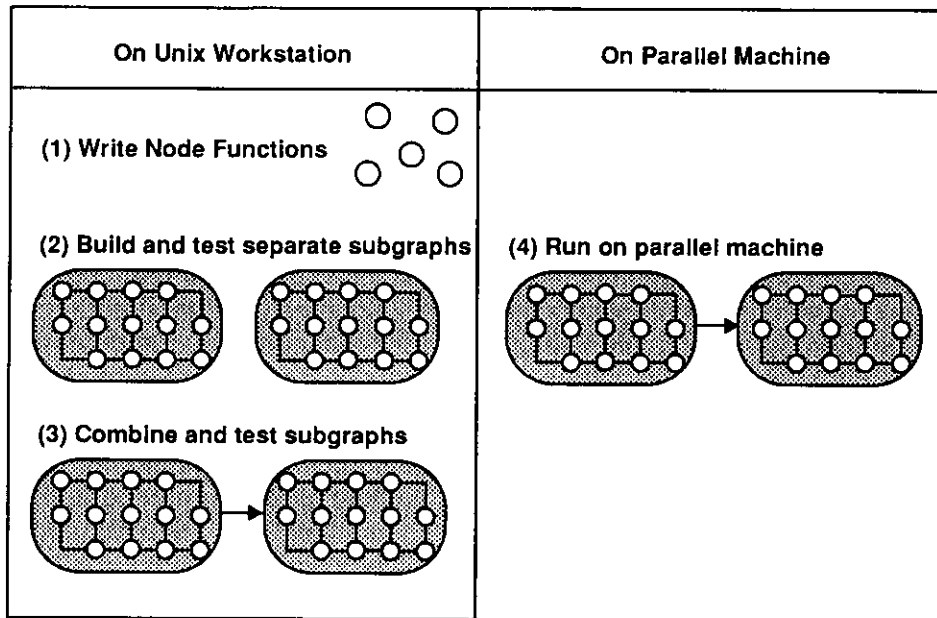 On Unix Workstation
On Parallel Machine
(1) Write Node Functions
(2) Build and test separate subgraphs
(4) Run on parallel machine
(3) Combine and test subgraphs